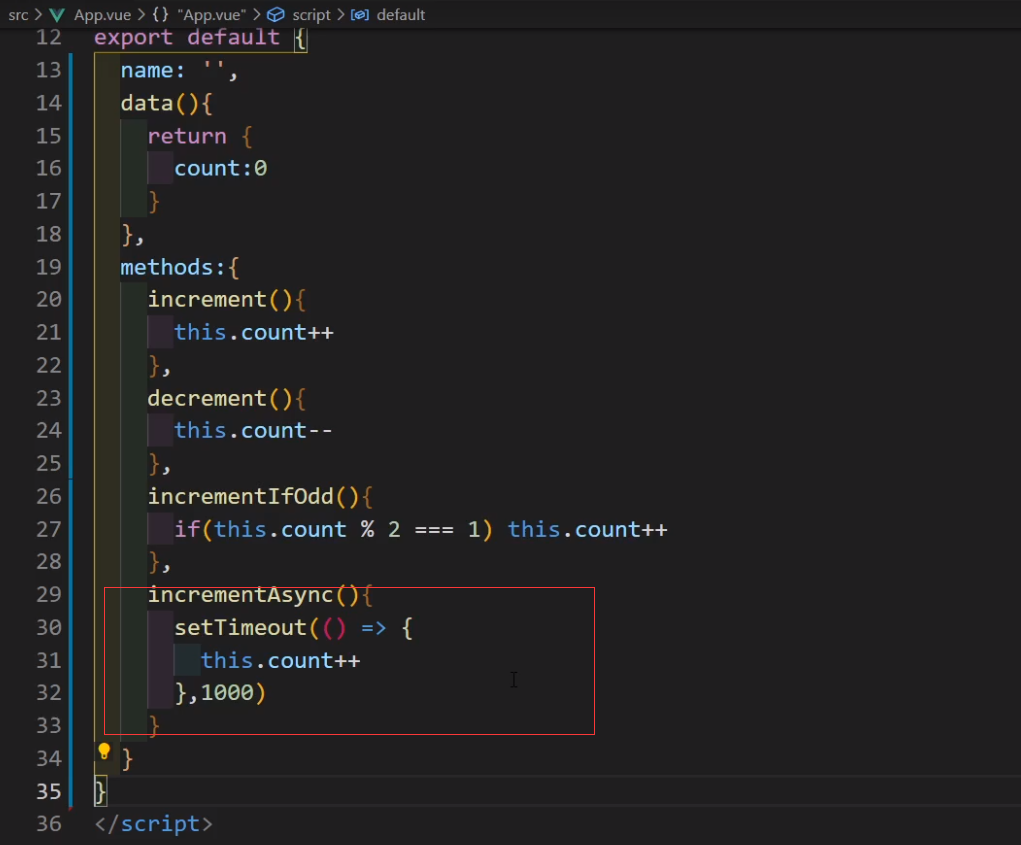 src > App.vue > {} "App.vue" > script > default
12 export default {
13 name: '',
14 data(){
15 return {
16 count:0
17 }
18 },
19 methods:{
20 increment(){
21 this.count++
22 },
23 decrement(){
24 this.count--
25 },
26 incrementIfOdd(){
27 if(this.count % 2 === 1) this.count++
28 },
29 incrementAsync(){
30 setTimeout(() => {
31 this.count++
32 },1000)
33 }
34 }
35 }
36 </script>